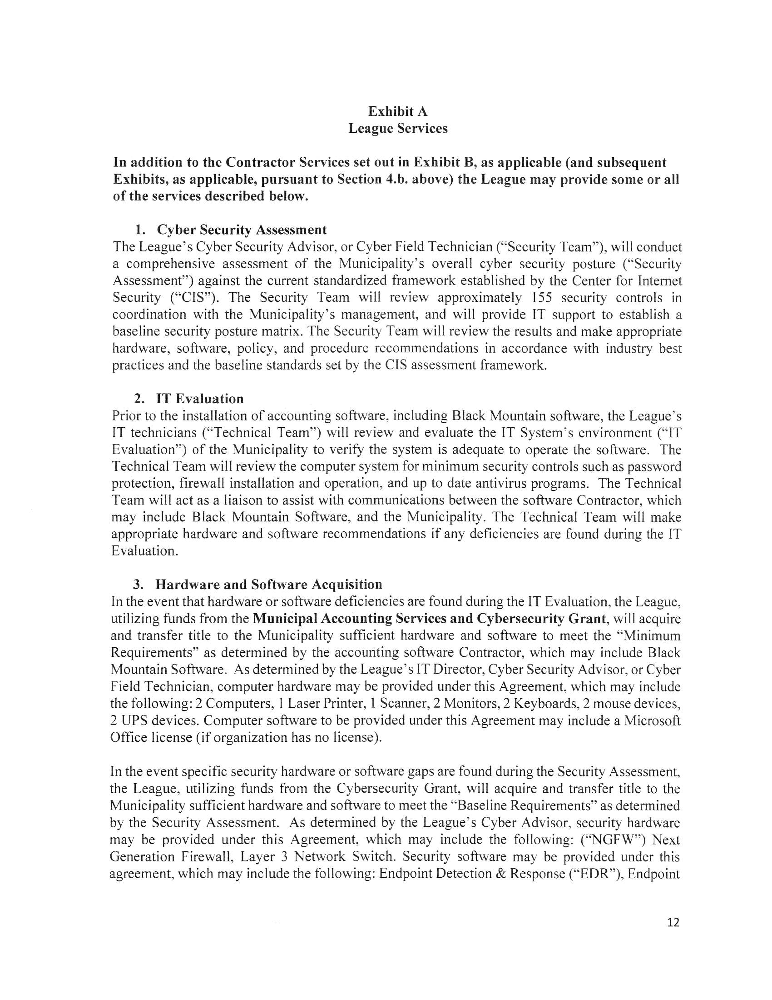 Exhibit A
League Services
In addition to the Contractor Services set out in Exhibit B, as applicable (and subsequent
Exhibits, as applicable, pursuant to Section 4.b. above) the League may provide some or all
of the services described below.
1. Cyber Security Assessment
The League's Cyber Security Advisor, or Cyber Field Technician (“Security Team”), will conduct
a comprehensive assessment of the Municipality's overall cyber security posture (“Security
Assessment”) against the current standardized framework established by the Center for Internet
Security (“CIS”). The Security Team will review approximately 155 security controls in
coordination with the Municipality's management, and will provide IT support to establish a
baseline security posture matrix. The Security Team will review the results and make appropriate
hardware, software, policy, and procedure recommendations in accordance with industry best
practices and the baseline standards set by the CIS assessment framework.
2. IT Evaluation
Prior to the installation of accounting software, including Black Mountain software, the League's
IT technicians (“Technical Team”) will review and evaluate the IT System's environment (“IT
Evaluation”) of the Municipality to verify the system is adequate to operate the software. The
Technical Team will review the computer system for minimum security controls such as password
protection, firewall installation and operation, and up to date antivirus programs. The Technical
Team will act as a liaison to assist with communications between the software Contractor, which
may include Black Mountain Software, and the Municipality. The Technical Team will make
appropriate hardware and software recommendations if any deficiencies are found during the IT
Evaluation.
3. Hardware and Software Acquisition
In the event that hardware or software deficiencies are found during the IT Evaluation, the League,
utilizing funds from the Municipal Accounting Services and Cybersecurity Grant, will acquire
and transfer title to the Municipality sufficient hardware and software to meet the “Minimum
Requirements” as determined by the accounting software Contractor, which may include Black
Mountain Software. As determined by the League's IT Director, Cyber Security Advisor, or Cyber
Field Technician, computer hardware may be provided under this Agreement, which may include
the following: 2 Computers, 1 Laser Printer, 1 Scanner, 2 Monitors, 2 Keyboards, 2 mouse devices,
2 UPS devices. Computer software to be provided under this Agreement may include a Microsoft
Office license (if organization has no license).
In the event specific security hardware or software gaps are found during the Security Assessment,
the League, utilizing funds from the Cybersecurity Grant, will acquire and transfer title to the
Municipality sufficient hardware and software to meet the “Baseline Requirements” as determined
by the Security Assessment. As determined by the League's Cyber Advisor, security hardware
may be provided under this Agreement, which may include the following: (“NGFW”) Next
Generation Firewall, Layer 3 Network Switch. Security software may be provided under this
agreement, which may include the following: Endpoint Detection & Response (“EDR”), Endpoint
12